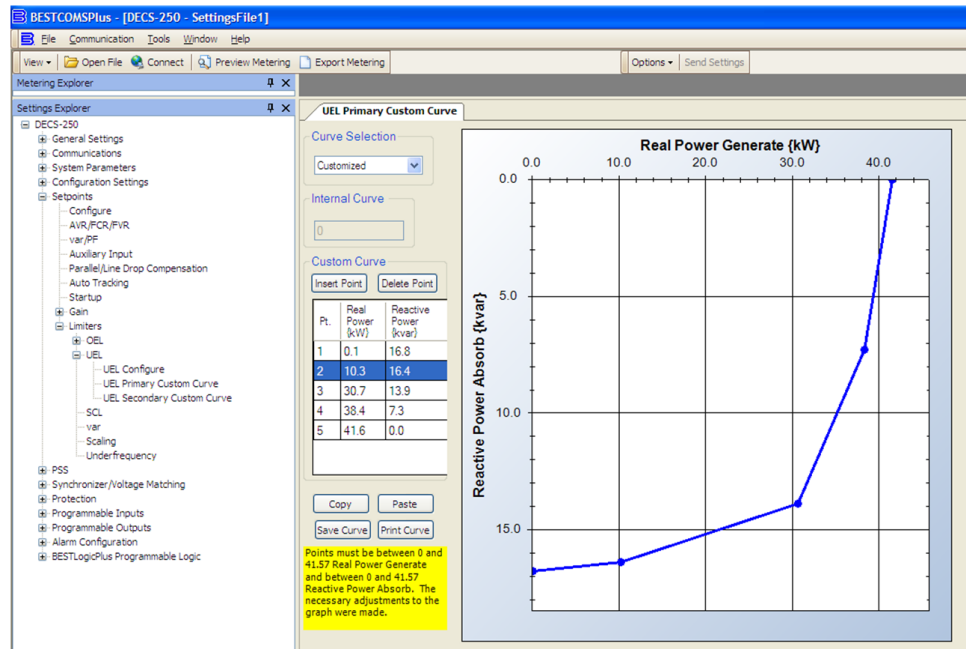 BESTCOMSPlus - [DECS-250 - SettingsFile1]
File Communication Tools Window Help
View Open File Connect Preview Metering Export Metering Options Send Settings
Metering Explorer
Settings Explorer
DECS-250
General Settings
Communications
System Parameters
Configuration Settings
Setpoints
Configure
AVR/FCR/FVR
var/PF
Auxiliary Input
Parallel/Line Drop Compensation
Auto Tracking
Startup
Gain
Limiters
OEL
UEL
UEL Configure
UEL Primary Custom Curve
UEL Secondary Custom Curve
SCL
var
Scaling
Underfrequency
PSS
Synchronizer/Voltage Matching
Protection
Programmable Inputs
Programmable Outputs
Alarm Configuration
BESTLogicPlus Programmable Logic
UEL Primary Custom Curve
Curve Selection
Customized
Internal Curve
0
Custom Curve
Insert Point Delete Point
Pt. Real Power {kW} Reactive Power {kvar}
1 0.1 16.8
2 10.3 16.4
3 30.7 13.9
4 38.4 7.3
5 41.6 0.0
Copy Paste
Save Curve Print Curve
Points must be between 0 and
41.57 Real Power Generate
and between 0 and 41.57
Reactive Power Absorb. The
necessary adjustments to the
graph were made.
Real Power Generate {kW}
0.0 10.0 20.0 30.0 40.0
Reactive Power Absorb {kvar}
0.0
5.0
10.0
15.0